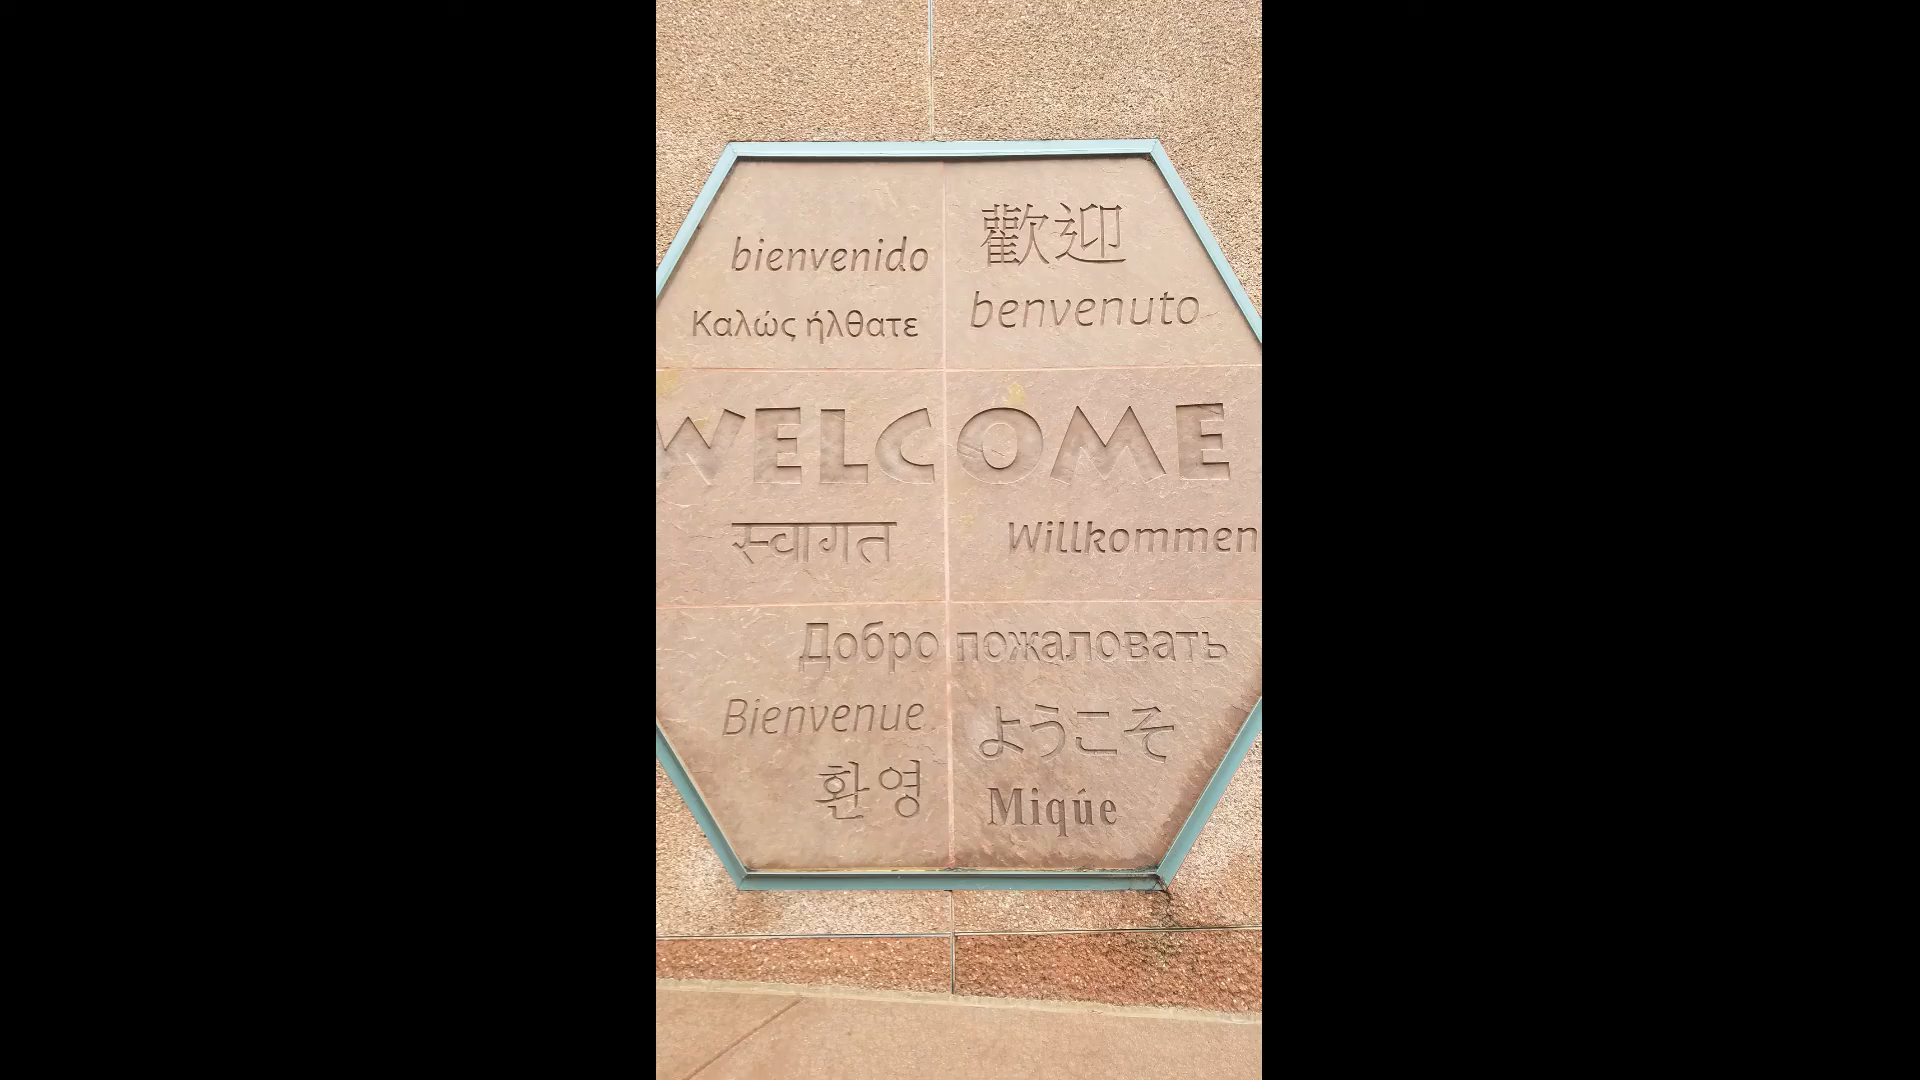 bienvenido
歡迎
Καλώς ήλθατε
benvenuto
WELCOME
स्वागत
Willkommen
Добро пожаловать
Bienvenue
ようこそ
환영
Miqúe